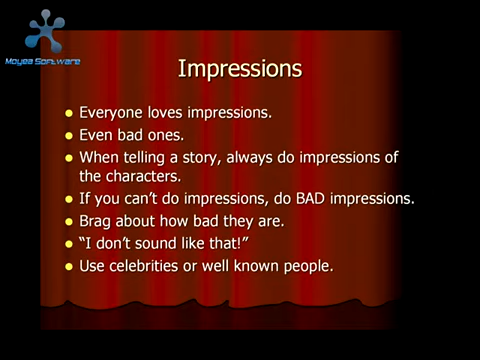 Moyea Software
Impressions
Everyone loves impressions.
Even bad ones.
When telling a story, always do impressions of
the characters.
If you can't do impressions, do BAD impressions.
Brag about how bad they are.
“I don't sound like that!”
Use celebrities or well known people.